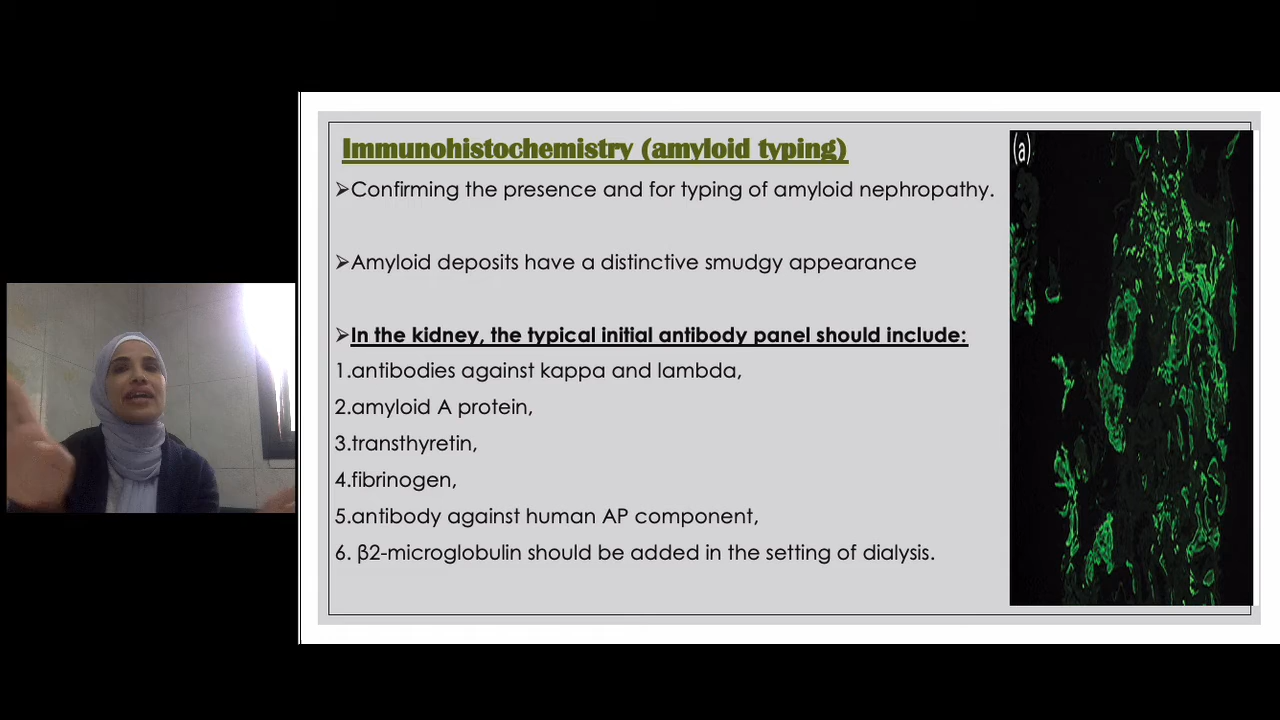 Immunohistochemistry (amyloid typing)
➢Confirming the presence and for typing of amyloid nephropathy.
➢Amyloid deposits have a distinctive smudgy appearance
➢In the kidney, the typical initial antibody panel should include:
1.antibodies against kappa and lambda,
2.amyloid A protein,
3.transthyretin,
4.fibrinogen,
5.antibody against human AP component,
6. β2-microglobulin should be added in the setting of dialysis.
(a)